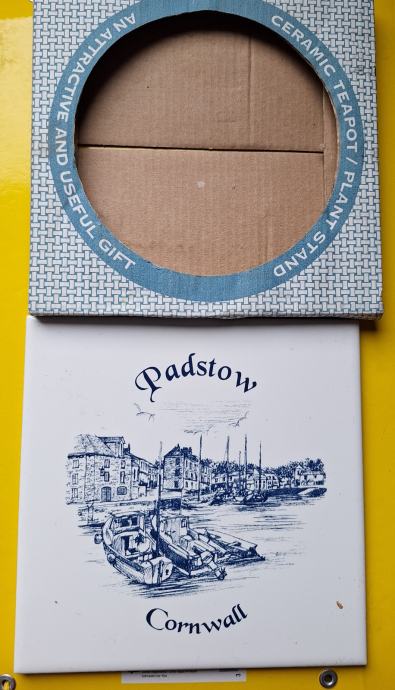 AN ATTRACTIVE AND USEFUL GIFT
CERAMIC TEAPOT / PLANT STAND
Padstow
Cornwall